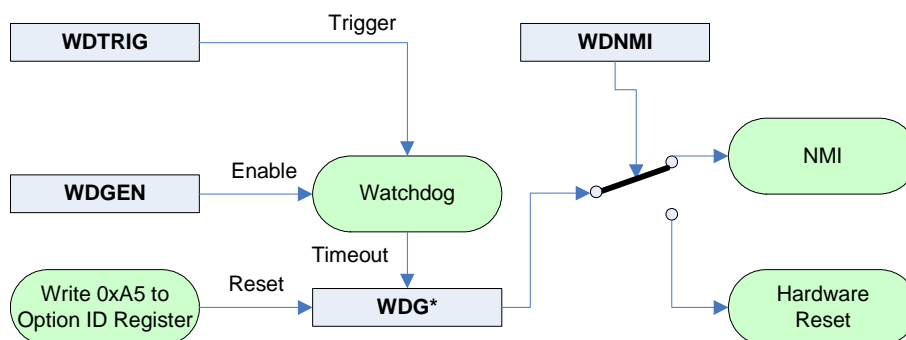 Trigger
WDTRIG
WDNMI
NMI
Enable
WDGEN
Watchdog
Timeout
Write 0xA5 to
Option ID Register
Reset
WDG*
Hardware
Reset